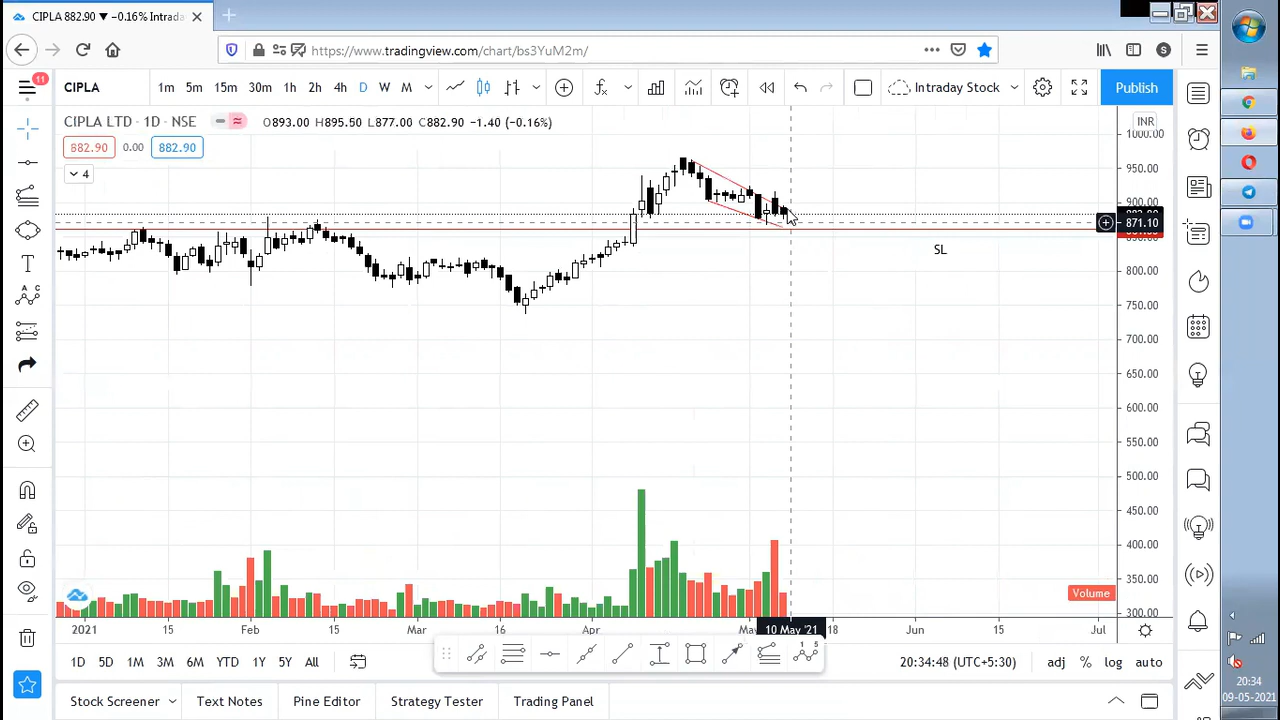 CIPLA 882.90 ▼ −0.16% Intrada
https://www.tradingview.com/chart/bs3YuM2m/
S
11
CIPLA
1m 5m 15m 30m 1h 2h 4h D W M
Intraday Stock
Publish
CIPLA LTD · 1D · NSE O893.00 H895.50 L877.00 C882.90 −1.40 (−0.16%)
INR
882.90 0.00 882.90
4
1000.00
950.00
900.00
871.10
SL
800.00
750.00
700.00
650.00
600.00
550.00
500.00
450.00
400.00
350.00
Volume
300.00
2021 15 Feb 15 Mar 16 Apr 10 May '21 18 Jun 15 Jul
1D 5D 1M 3M 6M YTD 1Y 5Y All
20:34:48 (UTC+5:30) adj % log auto
Stock Screener Text Notes Pine Editor Strategy Tester Trading Panel
20:34
09-05-2021